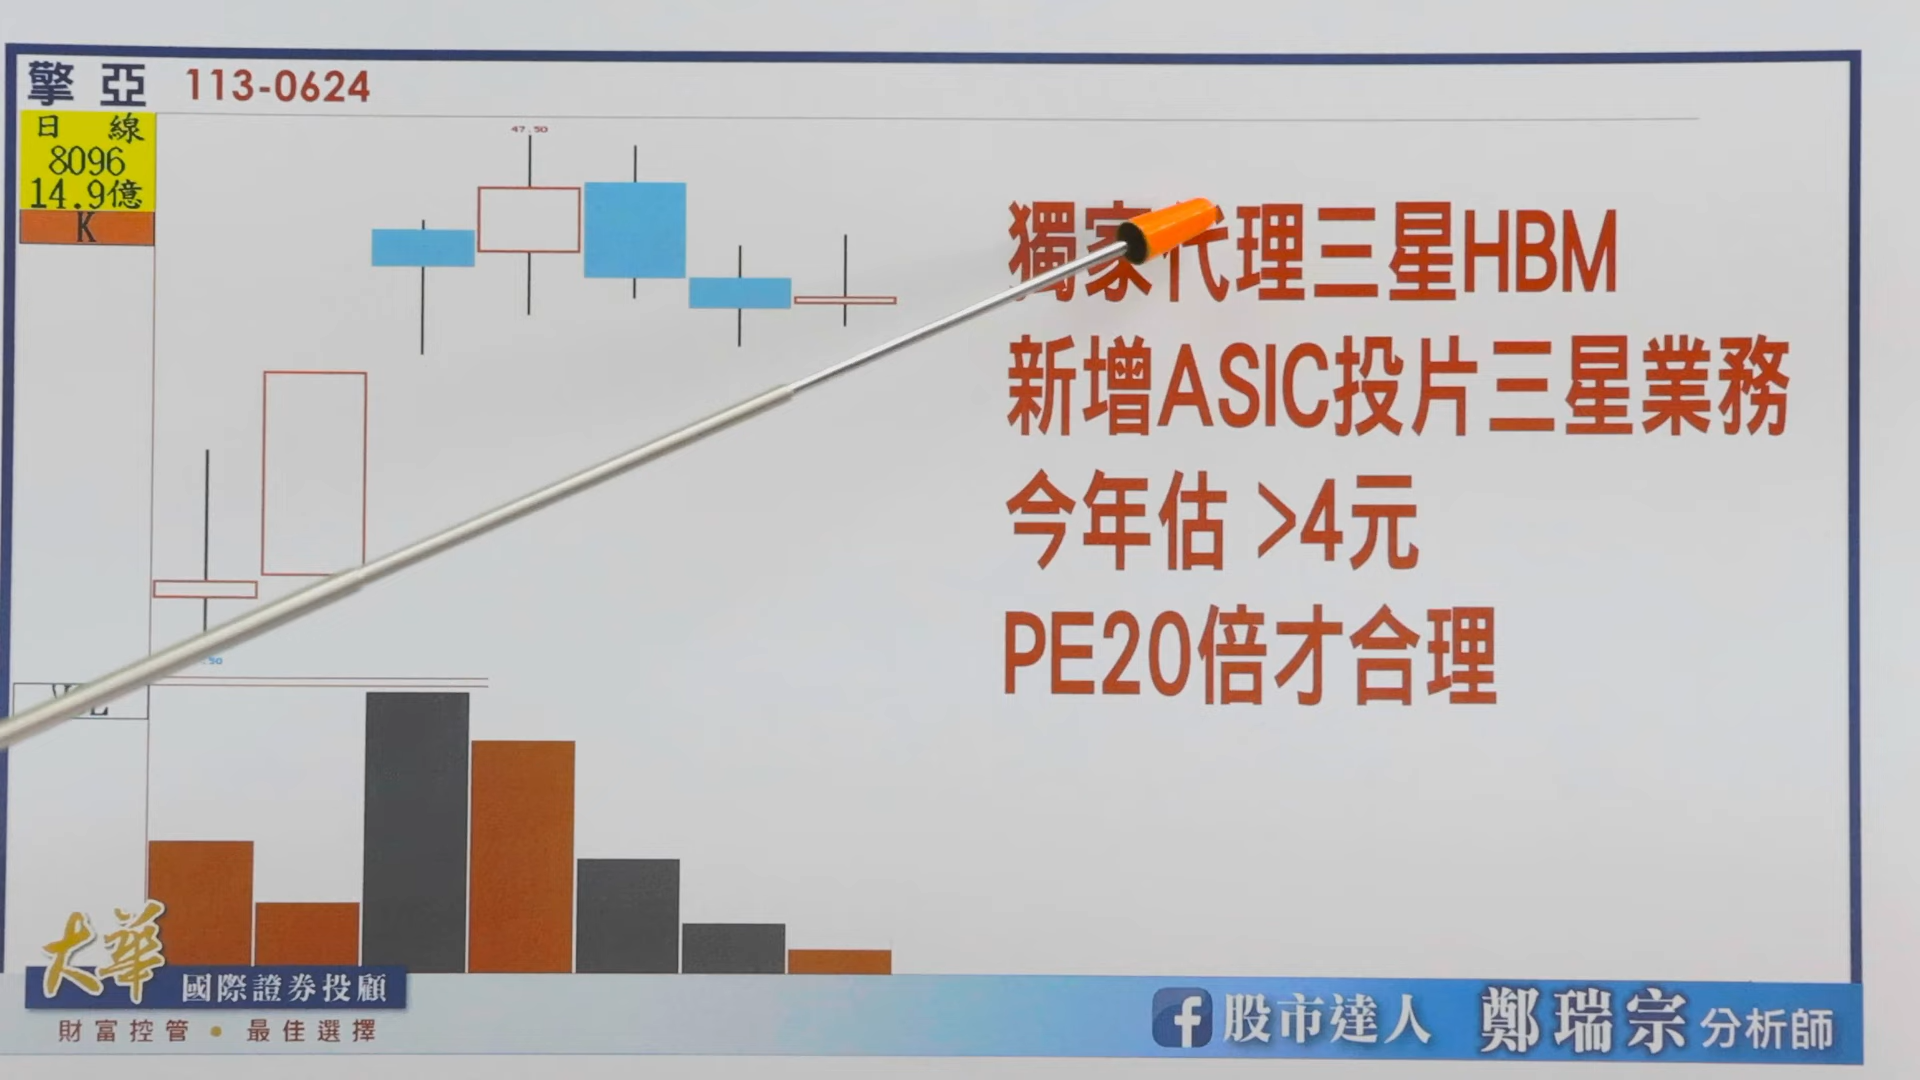 擎亞 113-0624
日 線
8096
14.9億
K
47.50
.50
獨家代理三星HBM
新增ASIC投片三星業務
今年估 >4元
PE20倍才合理
大華 國際證券投顧
財富控管・最佳選擇
股市達人 鄭瑞宗 分析師